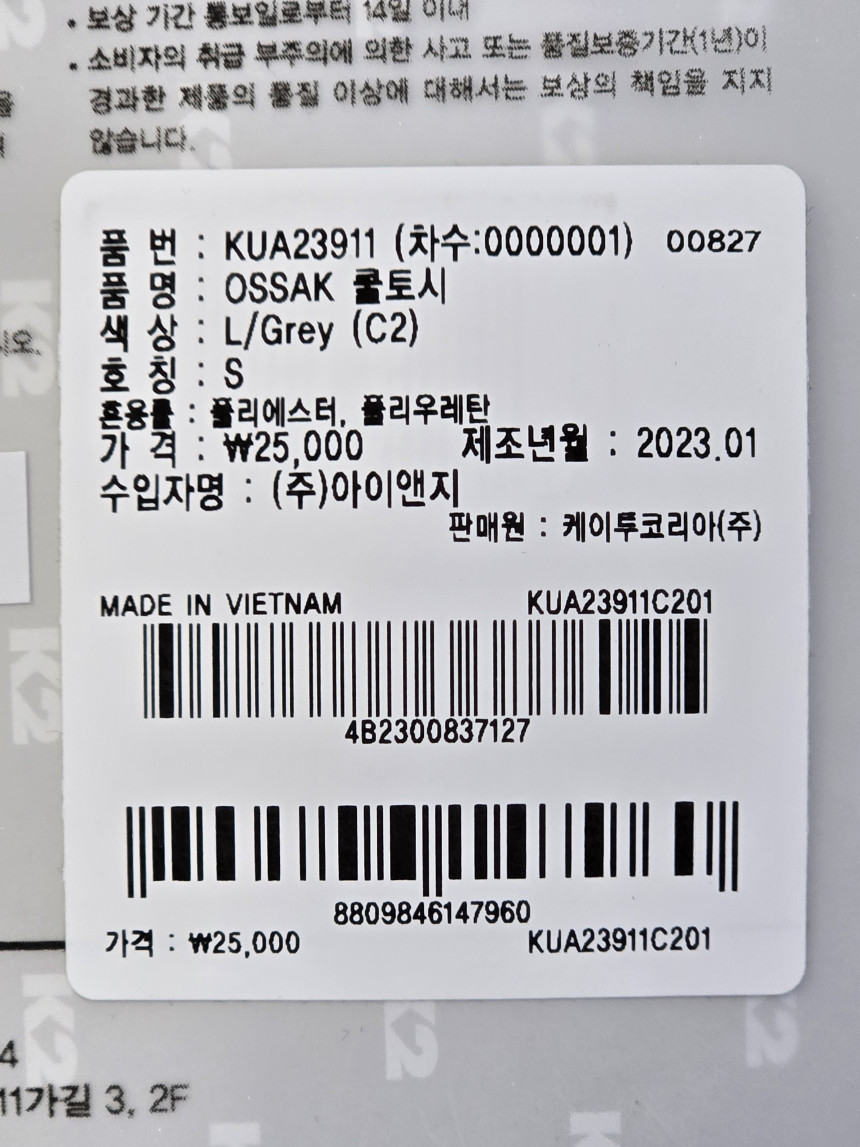 • 보상 기간 통보일로부터 14일 이내
• 소비자의 취급 부주의에 의한 사고 또는 품질보증기간(1년)이
경과한 제품의 품질 이상에 대해서는 보상의 책임을 지지
않습니다.
품 번 : KUA23911 (차수:0000001) 00827
품 명 : OSSAK 쿨토시
색 상 : L/Grey (C2)
호 칭 : S
혼용률 : 폴리에스터, 폴리우레탄
가 격 : ₩25,000 제조년월 : 2023.01
수입자명 : (주)아이앤지
판매원 : 케이투코리아(주)
MADE IN VIETNAM KUA23911C201
4B2300837127
8809846147960
가격 : ₩25,000 KUA23911C201
4
11가길 3, 2F
K2
K2
K2
K2
K2